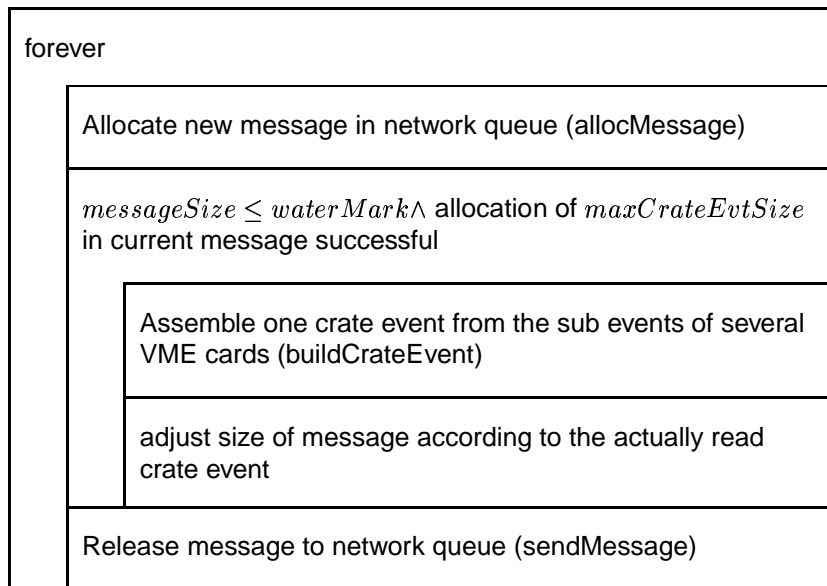 forever
Allocate new message in network queue (allocMessage)
messageSize ≤ waterMark∧ allocation of maxCrateEvtSize
in current message successful
Assemble one crate event from the sub events of several
VME cards (buildCrateEvent)
adjust size of message according to the actually read
crate event
Release message to network queue (sendMessage)